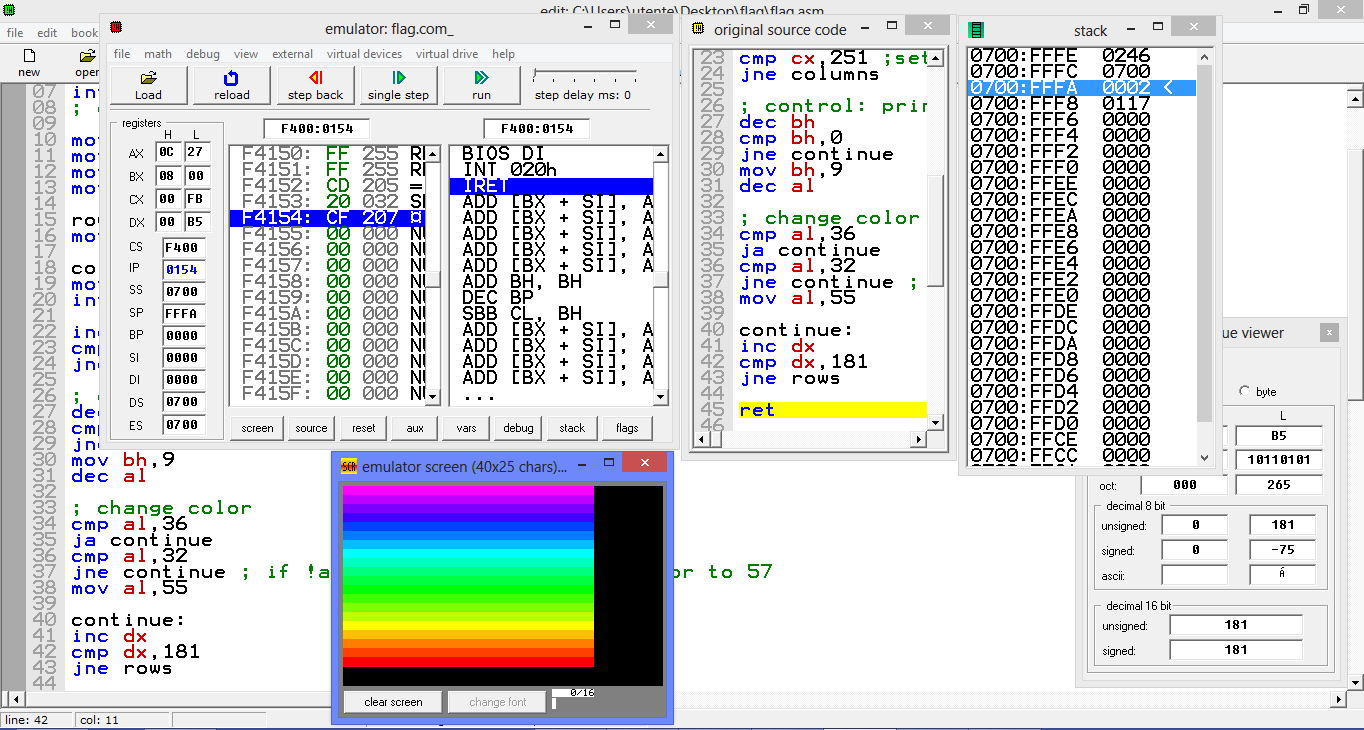 edit: C:\Users\utente\Desktop\flag\flag.asm
file edit
new
open
07
08
09
10
11
12
13
14
15
16
17
18
19
20
21
22
23
24
25
26
27
28
29
30 mov bh,9
31 dec al
32
33 ; change color
34 cmp al,36
35 ja continue
36 cmp al,32
37 jne continue ; if !a or to 57
38 mov al,55
39
40 continue:
41 inc dx
42 cmp dx,181
43 jne rows
44
line: 42 col: 11
emulator: flag.com_
file math debug view external virtual devices virtual drive help
Load reload step back single step run step delay ms: 0
registers
H L
AX 0C 27
BX 08 00
CX 00 FB
DX 00 B5
CS F400
IP 0154
SS 0700
SP FFFA
BP 0000
SI 0000
DI 0000
DS 0700
ES 0700
F400:0154 F400:0154
F4150: FF 255
F4151: FF 255
F4152: CD 205 =
F4153: 20 032
F4154: CF 207 ¤
F4155: 00 000
F4156: 00 000
F4157: 00 000
F4158: 00 000
F4159: 00 000
F415A: 00 000
F415B: 00 000
F415C: 00 000
F415D: 00 000
F415E: 00 000
F415F: 00 000
BIOS DI
INT 020h
IRET
ADD [BX + SI], A
ADD [BX + SI], A
ADD [BX + SI], A
ADD [BX + SI], A
ADD [BX + SI], A
ADD BH, BH
DEC BP
SBB CL, BH
ADD [BX + SI], A
ADD [BX + SI], A
ADD [BX + SI], A
ADD [BX + SI], A
...
screen source reset aux vars debug stack flags
original source code
23 cmp cx,251 ;set
24 jne columns
25
26 ; control: prin
27 dec bh
28 cmp bh,0
29 jne continue
30 mov bh,9
31 dec al
32
33 ; change color
34 cmp al,36
35 ja continue
36 cmp al,32
37 jne continue ;
38 mov al,55
39
40 continue:
41 inc dx
42 cmp dx,181
43 jne rows
44
45 ret
46
stack
0700:FFFE 0246
0700:FFFC 0700
0700:FFFA 0002 <
0700:FFF8 0117
0700:FFF6 0000
0700:FFF4 0000
0700:FFF2 0000
0700:FFF0 0000
0700:FFEE 0000
0700:FFEC 0000
0700:FFEA 0000
0700:FFE8 0000
0700:FFE6 0000
0700:FFE4 0000
0700:FFE2 0000
0700:FFE0 0000
0700:FFDE 0000
0700:FFDC 0000
0700:FFDA 0000
0700:FFD8 0000
0700:FFD6 0000
0700:FFD4 0000
0700:FFD2 0000
0700:FFD0 0000
0700:FFCE 0000
0700:FFCC 0000
ue viewer
byte
L
B5
10110101
oct: 000 265
decimal 8 bit
unsigned: 0 181
signed: 0 -75
ascii: Á
decimal 16 bit
unsigned: 181
signed: 181
emulator screen (40x25 chars)...
clear screen change font 0/16